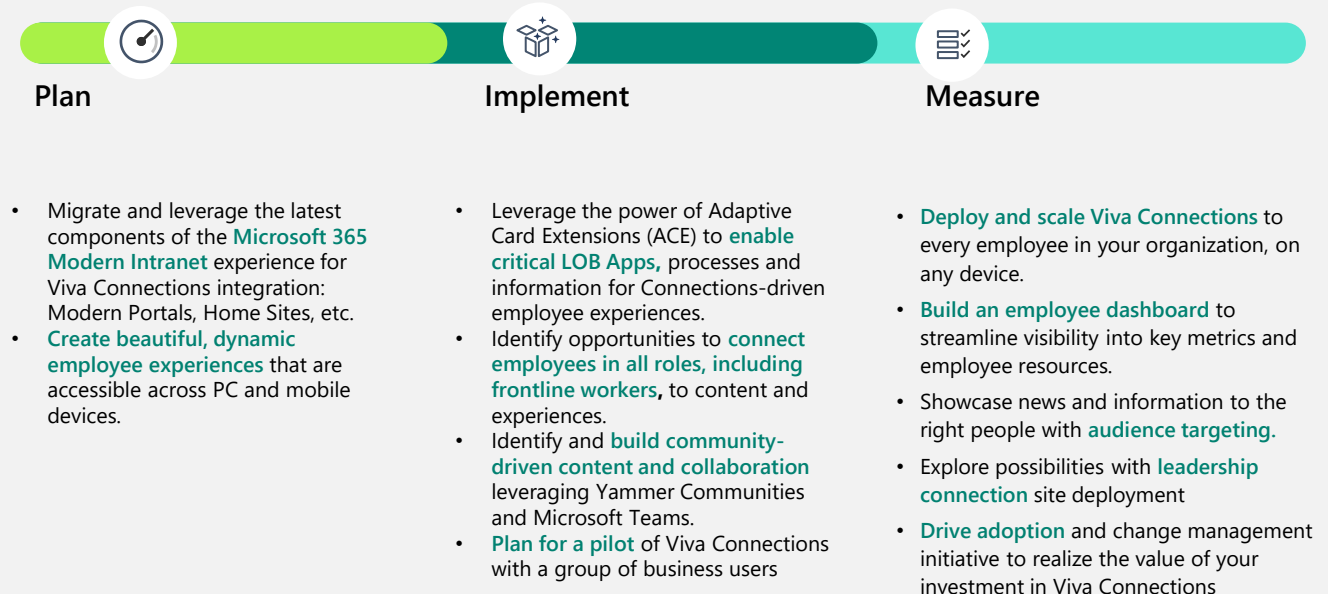 Plan
Implement
Measure
• Migrate and leverage the latest
components of the Microsoft 365
Modern Intranet experience for
Viva Connections integration:
Modern Portals, Home Sites, etc.
• Create beautiful, dynamic
employee experiences that are
accessible across PC and mobile
devices.
• Leverage the power of Adaptive
Card Extensions (ACE) to enable
critical LOB Apps, processes and
information for Connections-driven
employee experiences.
• Identify opportunities to connect
employees in all roles, including
frontline workers, to content and
experiences.
• Identify and build community-
driven content and collaboration
leveraging Yammer Communities
and Microsoft Teams.
• Plan for a pilot of Viva Connections
with a group of business users
• Deploy and scale Viva Connections to
every employee in your organization, on
any device.
• Build an employee dashboard to
streamline visibility into key metrics and
employee resources.
• Showcase news and information to the
right people with audience targeting.
• Explore possibilities with leadership
connection site deployment
• Drive adoption and change management
initiative to realize the value of your
investment in Viva Connections